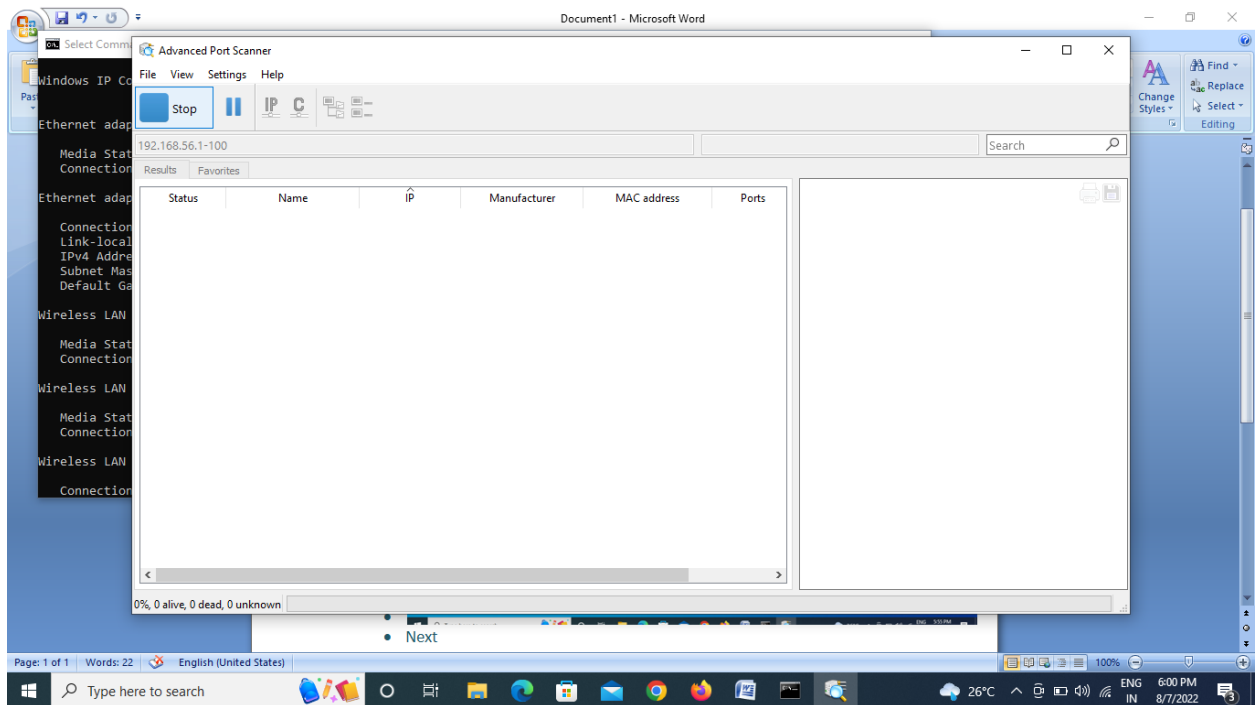 Document1 - Microsoft Word
Select Comm
Advanced Port Scanner
File View Settings Help
Stop
IP C
192.168.56.1-100
Search
Results Favorites
Status Name IP Manufacturer MAC address Ports
0%, 0 alive, 0 dead, 0 unknown
Windows IP Co
Ethernet adap
Media Stat
Connection
Ethernet adap
Connection
Link-local
IPv4 Addre
Subnet Mas
Default Ga
Wireless LAN
Media Stat
Connection
Wireless LAN
Media Stat
Connection
Wireless LAN
Connection
Past
Change
Styles
Find
Replace
Select
Editing
Next
Page: 1 of 1 Words: 22 English (United States) 100%
Type here to search
26°C
ENG
IN
6:00 PM
8/7/2022
3